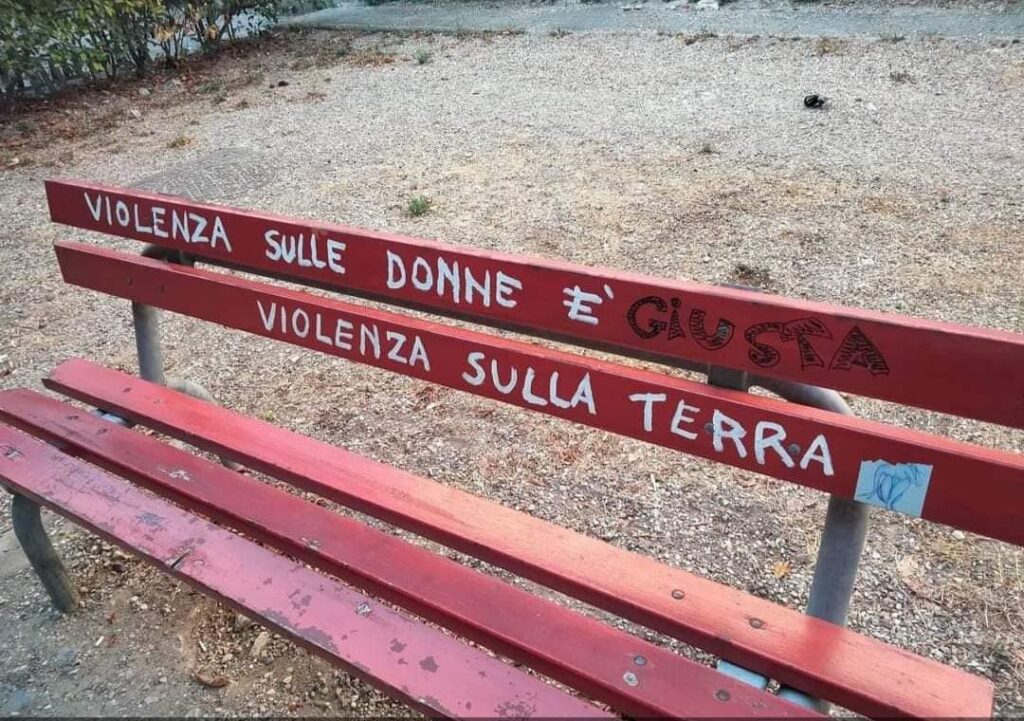 VIOLENZA SULLE DONNE È GIUSTA
VIOLENZA SULLA TERRA